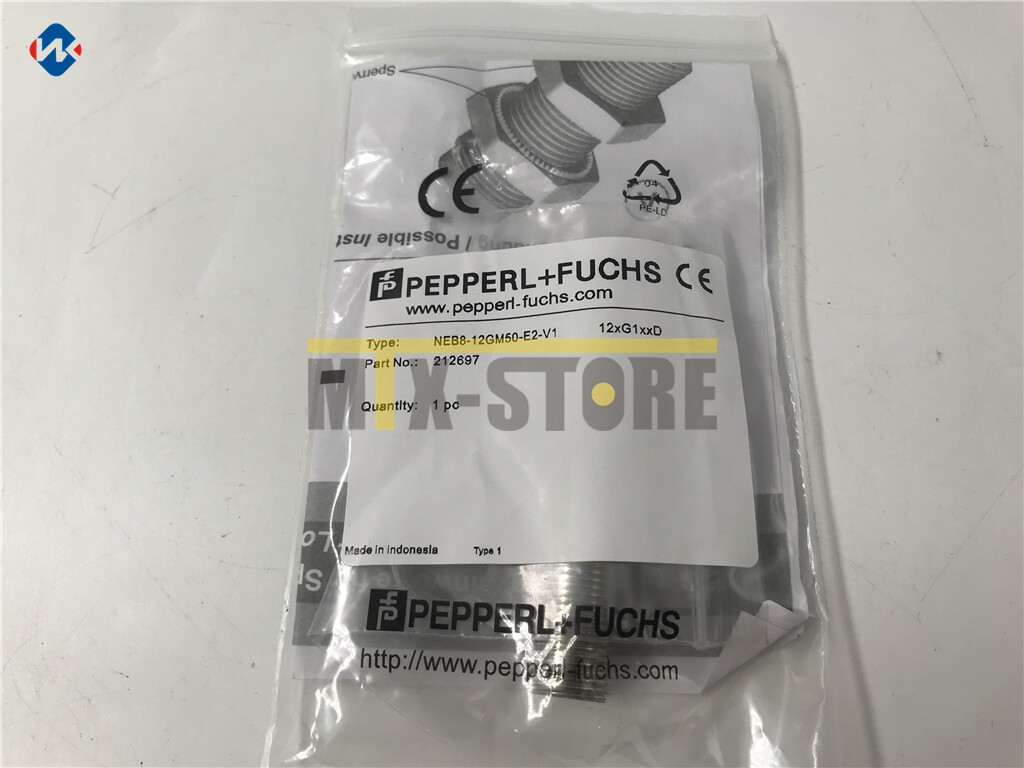 Sperrv
CE
04
PE-LD
/ Possible Inst
PEPPERL+FUCHS CE
www.pepperl-fuchs.com
Type: NEB8-12GM50-E2-V1 12xG1xxD
Part No.: 212697
MTX-STORE
Quantity: 1 pc
Made in indonesia Type 1
PEPPERL+FUCHS
http://www.pepperl-fuchs.com